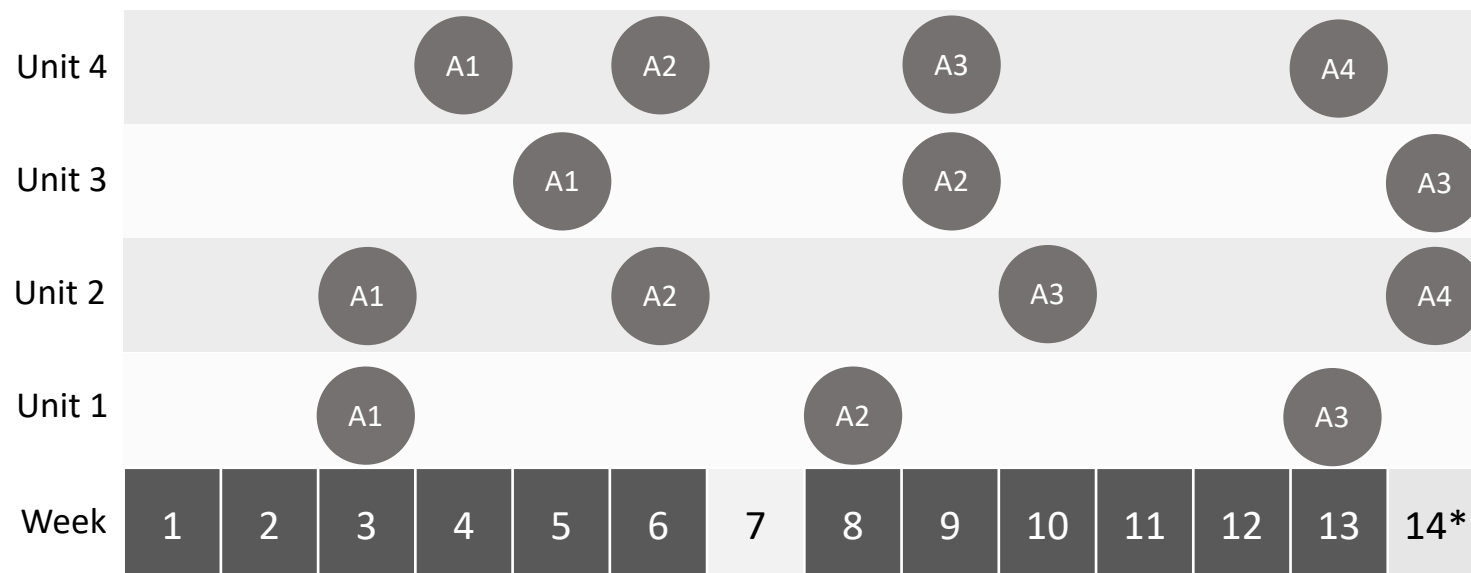 Unit 4 A1 A2 A3 A4
Unit 3 A1 A2 A3
Unit 2 A1 A2 A3 A4
Unit 1 A1 A2 A3
Week 1 2 3 4 5 6 7 8 9 10 11 12 13 14*